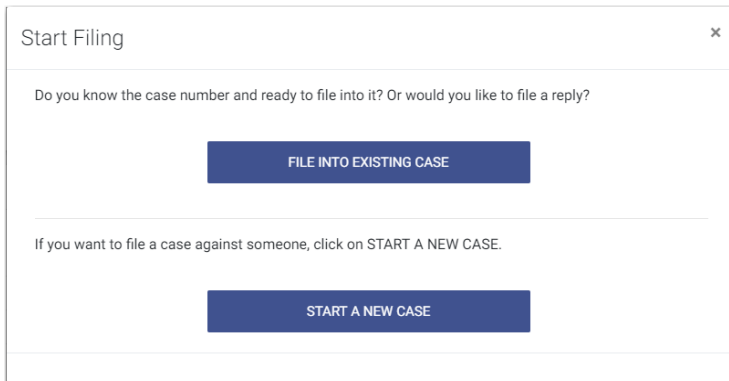 Start Filing
×
Do you know the case number and ready to file into it? Or would you like to file a reply?
FILE INTO EXISTING CASE
If you want to file a case against someone, click on START A NEW CASE.
START A NEW CASE